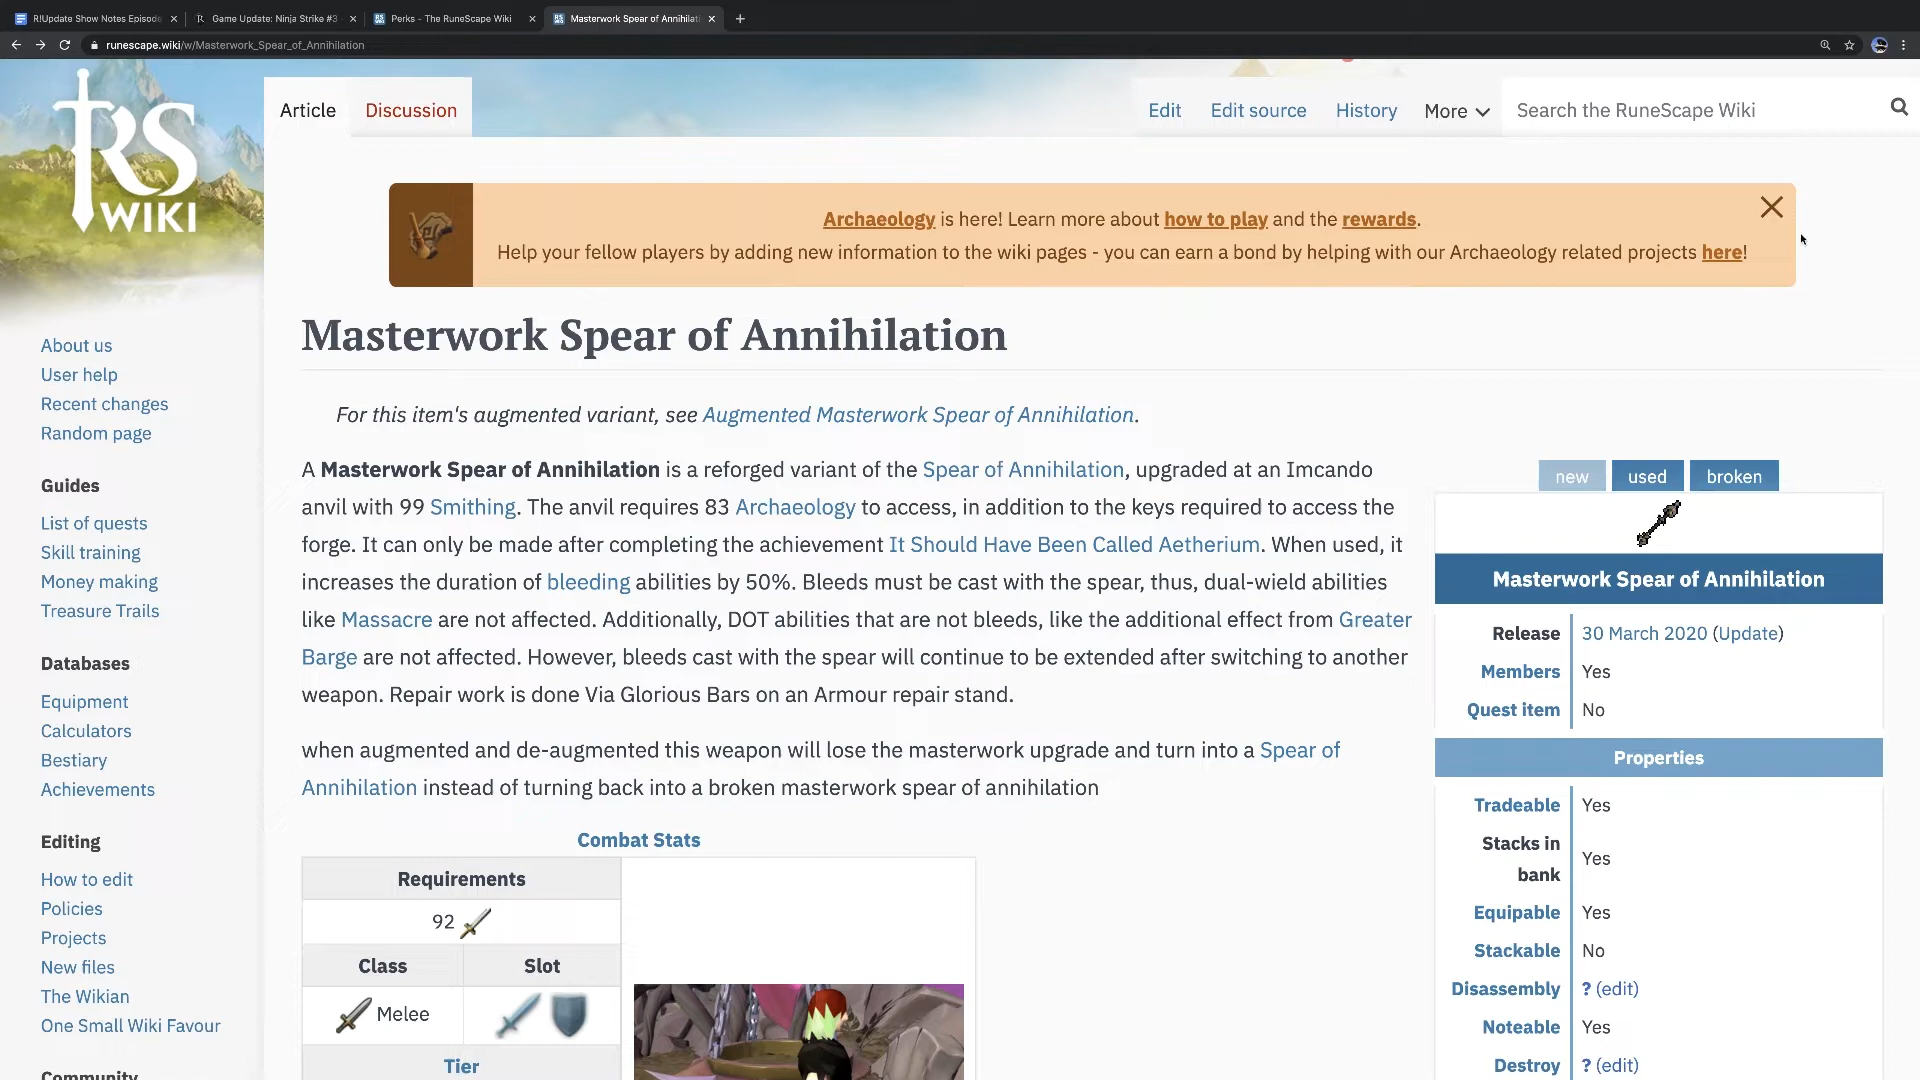 R!Update Show Notes Episode
Game Update: Ninja Strike #3
Perks - The RuneScape Wiki
Masterwork Spear of Annihilati
runescape.wiki/w/Masterwork_Spear_of_Annihilation
RS
WIKI
Article
Discussion
Edit
Edit source
History
More
Search the RuneScape Wiki
Archaeology is here! Learn more about how to play and the rewards.
Help your fellow players by adding new information to the wiki pages - you can earn a bond by helping with our Archaeology related projects here!
Masterwork Spear of Annihilation
For this item's augmented variant, see Augmented Masterwork Spear of Annihilation.
A Masterwork Spear of Annihilation is a reforged variant of the Spear of Annihilation, upgraded at an Imcando
anvil with 99 Smithing. The anvil requires 83 Archaeology to access, in addition to the keys required to access the
forge. It can only be made after completing the achievement It Should Have Been Called Aetherium. When used, it
increases the duration of bleeding abilities by 50%. Bleeds must be cast with the spear, thus, dual-wield abilities
like Massacre are not affected. Additionally, DOT abilities that are not bleeds, like the additional effect from Greater
Barge are not affected. However, bleeds cast with the spear will continue to be extended after switching to another
weapon. Repair work is done Via Glorious Bars on an Armour repair stand.
when augmented and de-augmented this weapon will lose the masterwork upgrade and turn into a Spear of
Annihilation instead of turning back into a broken masterwork spear of annihilation
Combat Stats
Requirements
92
Class
Slot
Melee
Tier
new
used
broken
Masterwork Spear of Annihilation
Release
30 March 2020 (Update)
Members
Yes
Quest item
No
Properties
Tradeable
Yes
Stacks in
bank
Yes
Equipable
Yes
Stackable
No
Disassembly
? (edit)
Noteable
Yes
Destroy
? (edit)
About us
User help
Recent changes
Random page
Guides
List of quests
Skill training
Money making
Treasure Trails
Databases
Equipment
Calculators
Bestiary
Achievements
Editing
How to edit
Policies
Projects
New files
The Wikian
One Small Wiki Favour
Community